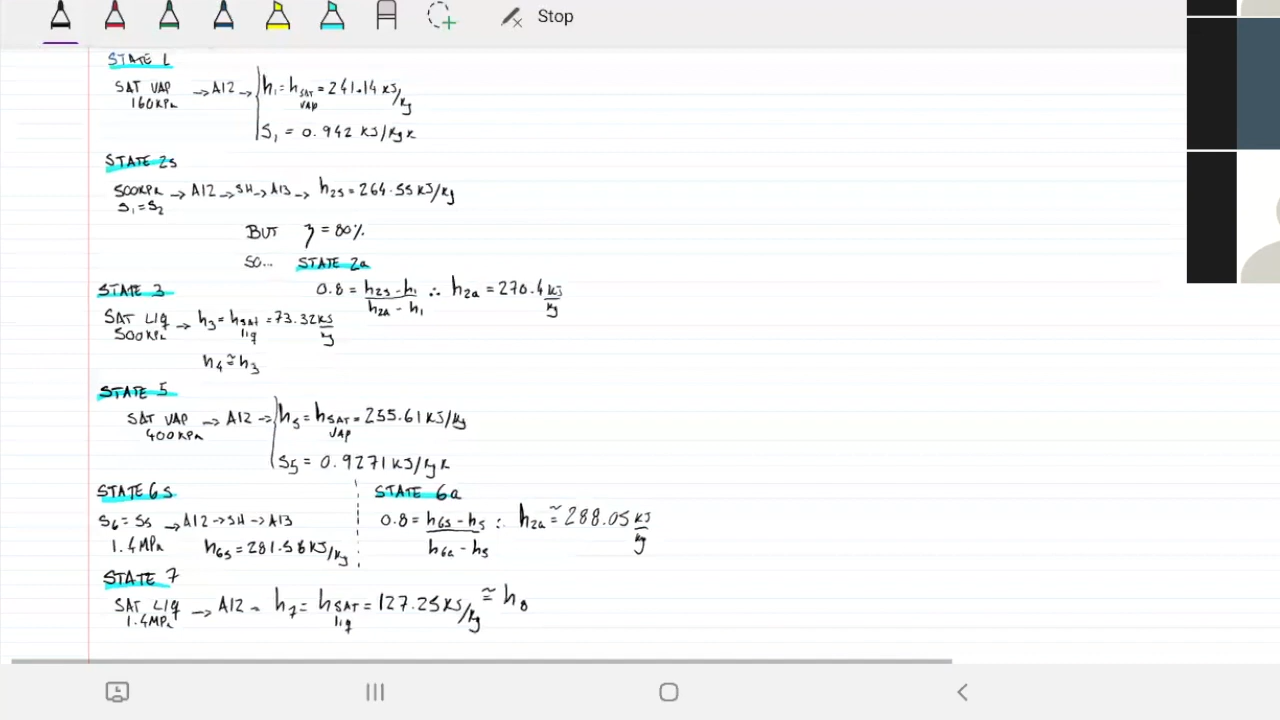 Stop
STATE 1
SAT VAP → A12 → h₁ = hSAT VAP = 241.14 KJ/kg
160KPa
S₁ = 0.942 KJ/kgK
STATE 2s
500KPa → A12 → SH → A13 → h₂s = 264.55 KJ/kg
S₁ = S₂
BUT η = 80%
SO... STATE 2a
0.8 = h₂s - h₁ / h₂a - h₁ ∴ h₂a = 270.4 KJ/kg
STATE 3
SAT LIQ → h₃ = hSAT liq = 73.32 KJ/kg
500KPa
h₄ ≅ h₃
STATE 5
SAT VAP → A12 → h₅ = hSAT VAP = 255.61 KJ/kg
400KPa
S₅ = 0.9271 KJ/kgK
STATE 6s
S₆ = S₅ → A12 → SH → A13
1.4MPa h₆s = 281.58 KJ/kg
STATE 6a
0.8 = h₆s - h₅ / h₆a - h₅ ∴ h₂a ≅ 288.05 KJ/kg
STATE 7
SAT LIQ → A12 - h₇ = hSAT liq = 127.25 KJ/kg ≅ h₈
1.4MPa